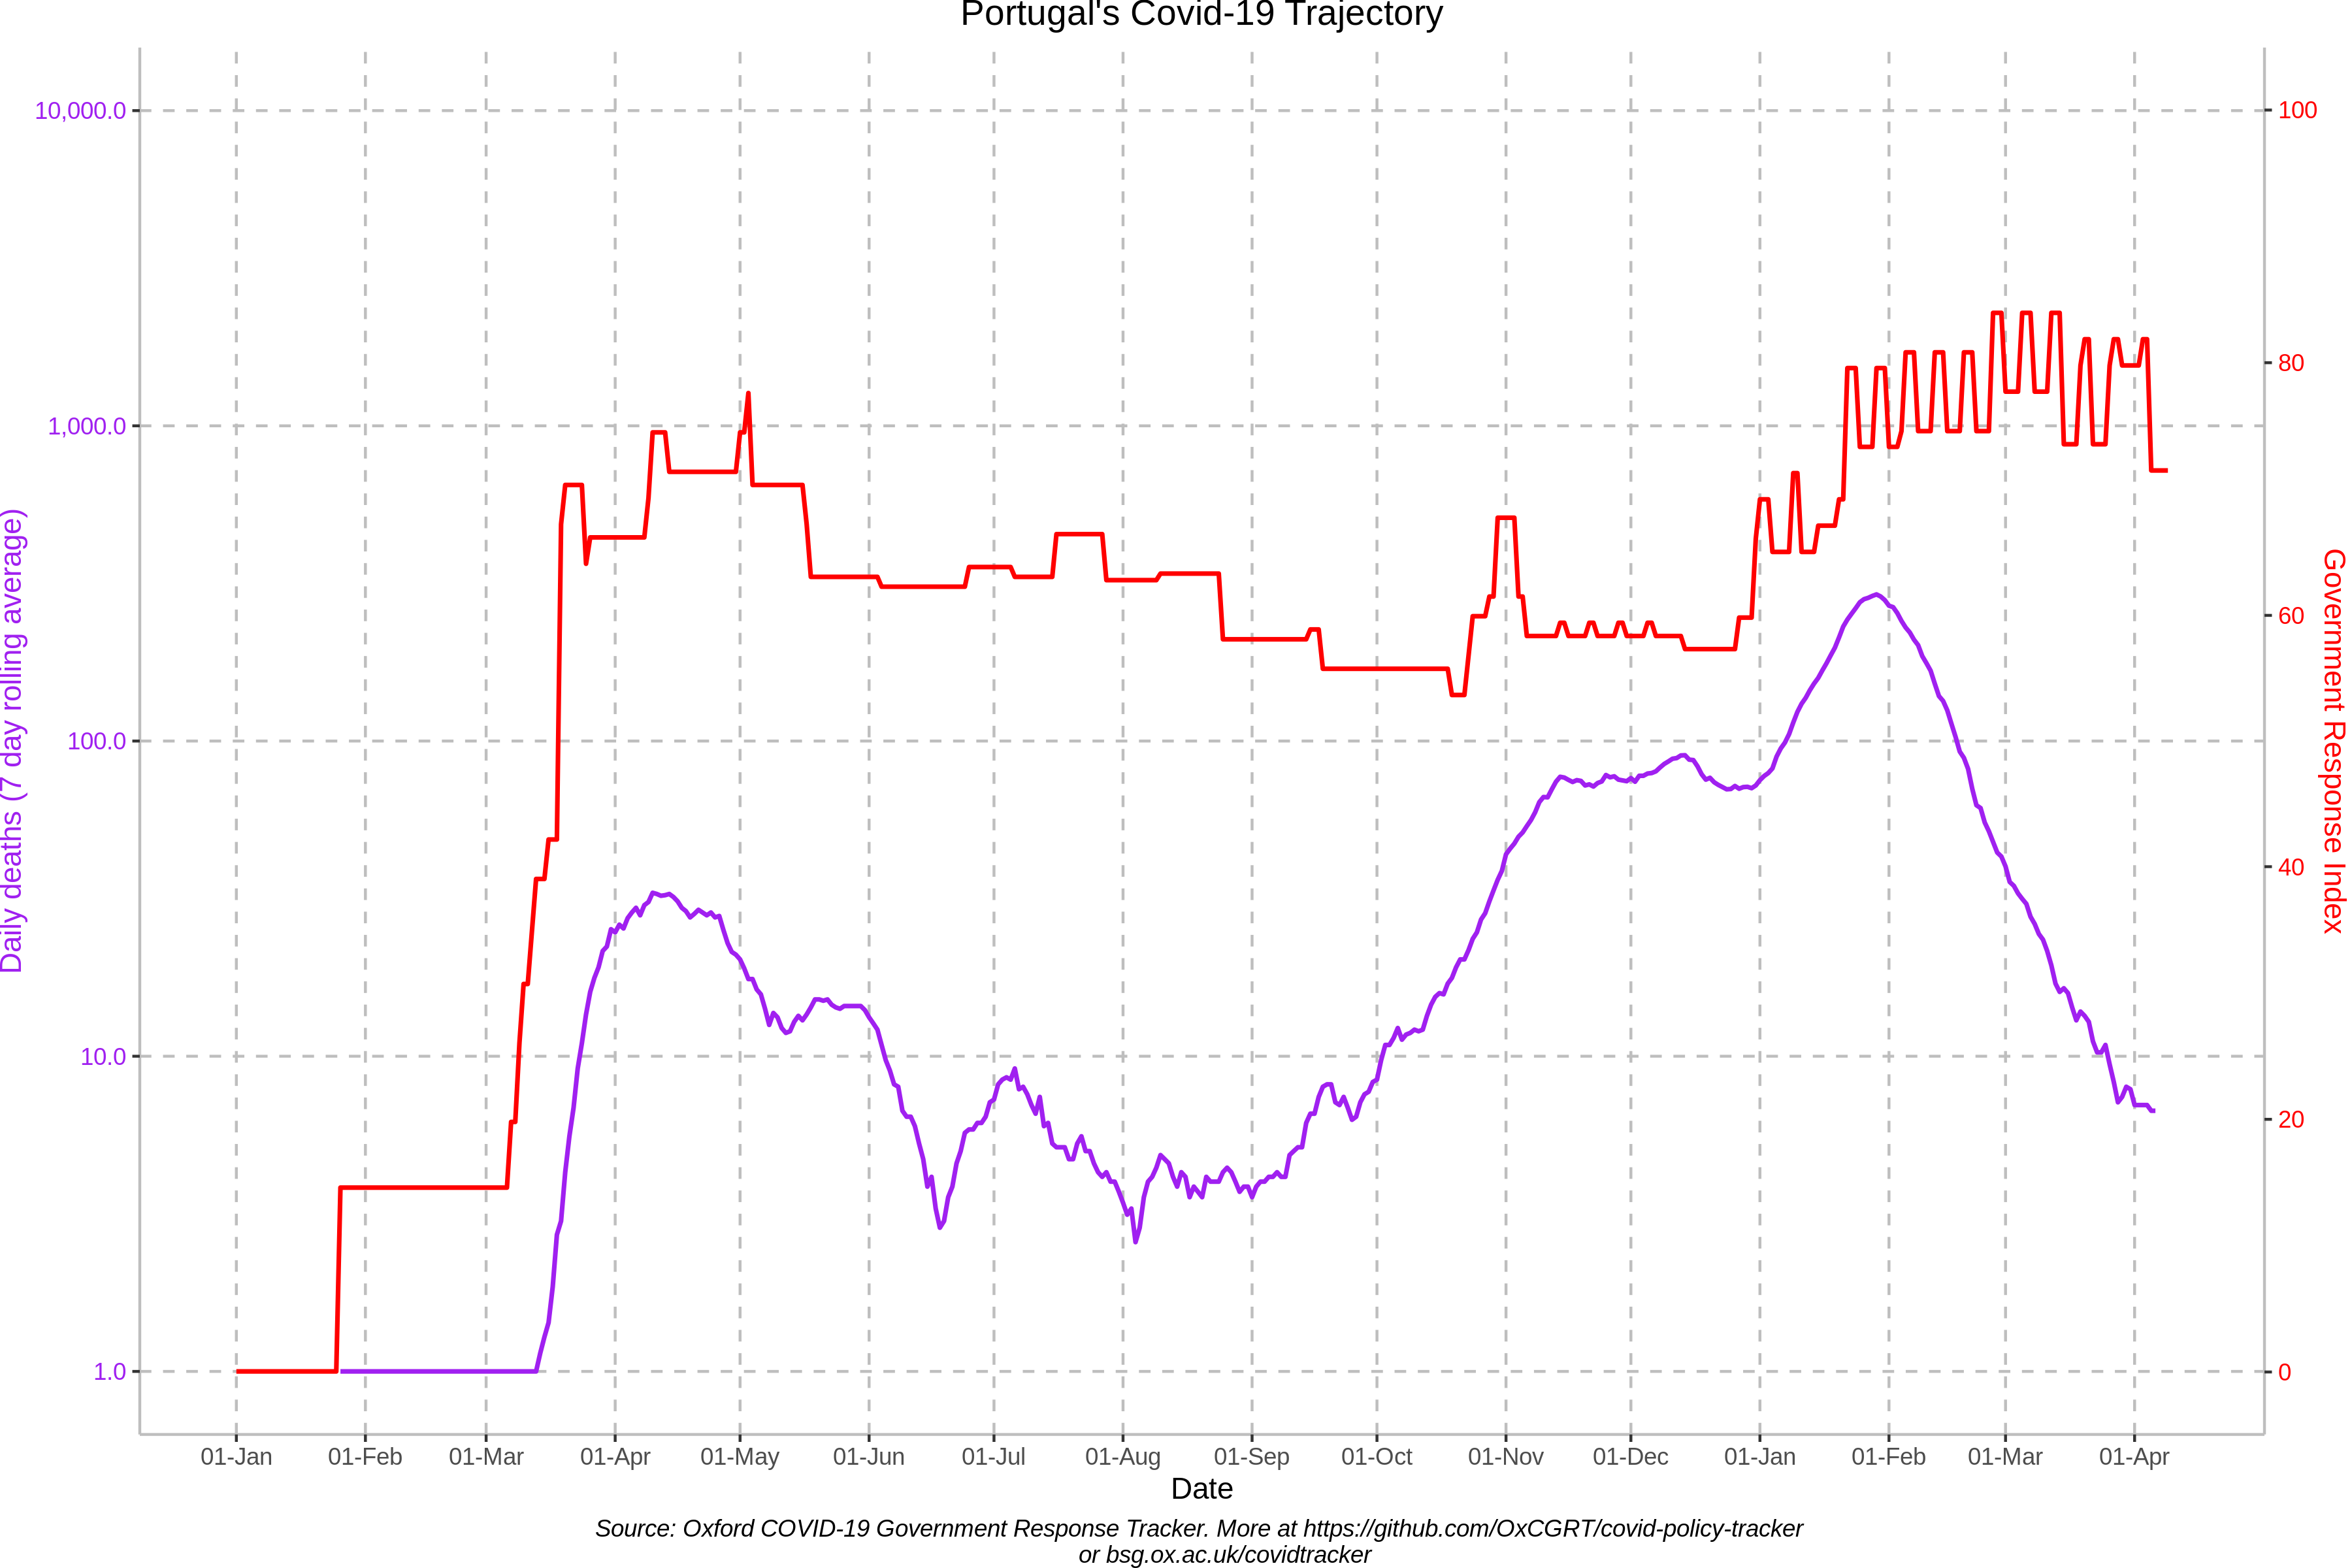 Portugal's Covid-19 Trajectory
10,000.0
1,000.0
100.0
10.0
1.0
Daily deaths (7 day rolling average)
100
80
60
40
20
0
Government Response Index
01-Jan 01-Feb 01-Mar 01-Apr 01-May 01-Jun 01-Jul 01-Aug 01-Sep 01-Oct 01-Nov 01-Dec 01-Jan 01-Feb 01-Mar 01-Apr
Date
Source: Oxford COVID-19 Government Response Tracker. More at https://github.com/OxCGRT/covid-policy-tracker
or bsg.ox.ac.uk/covidtracker